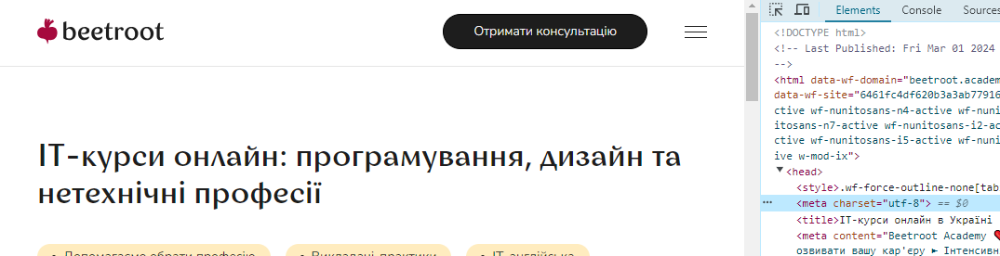 beetroot
Отримати консультацію
ІТ-курси онлайн: програмування, дизайн та
нетехнічні професії
Допомагаємо обрати професію
Викладачі-практики
ІТ-англійська
Elements Console Sources
<!DOCTYPE html>
<!-- Last Published: Fri Mar 01 2024
-->
<html data-wf-domain="beetroot.academ
data-wf-site="6461fc4df620b3a3ab77916
ctive wf-nunitosans-n4-active wf-nuni
itosans-n7-active wf-nunitosans-i2-ac
ctive wf-nunitosans-i5-active wf-nuni
ive w-mod-ix">
<head>
<style>.wf-force-outline-none[tab
<meta charset="utf-8"> == $0
<title>ІТ-курси онлайн в Україні
<meta content="Beetroot Academy ❤
озвивати вашу кар'єру ► Інтенсивн